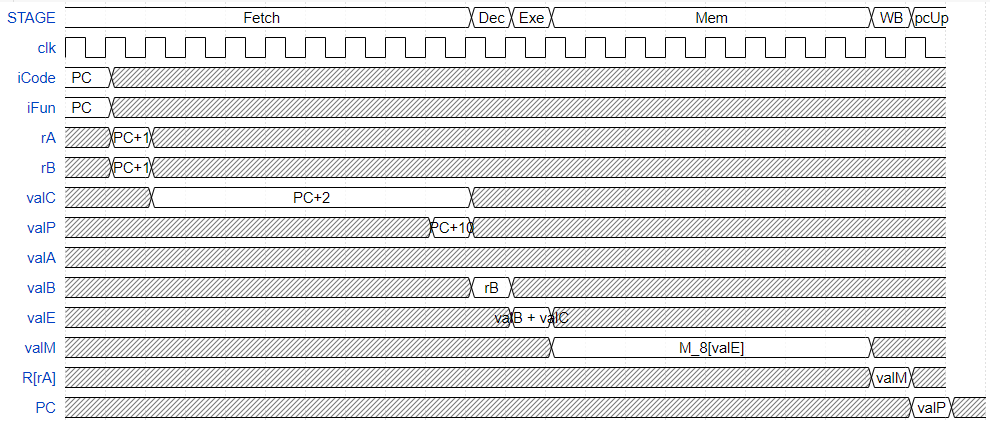 STAGE Fetch Dec Exe Mem WB pcUp
clk
iCode PC
iFun PC
rA PC+1
rB PC+1
valC PC+2
valP PC+10
valA
valB rB
valE valB + valC
valM M_8[valE]
R[rA] valM
PC valP